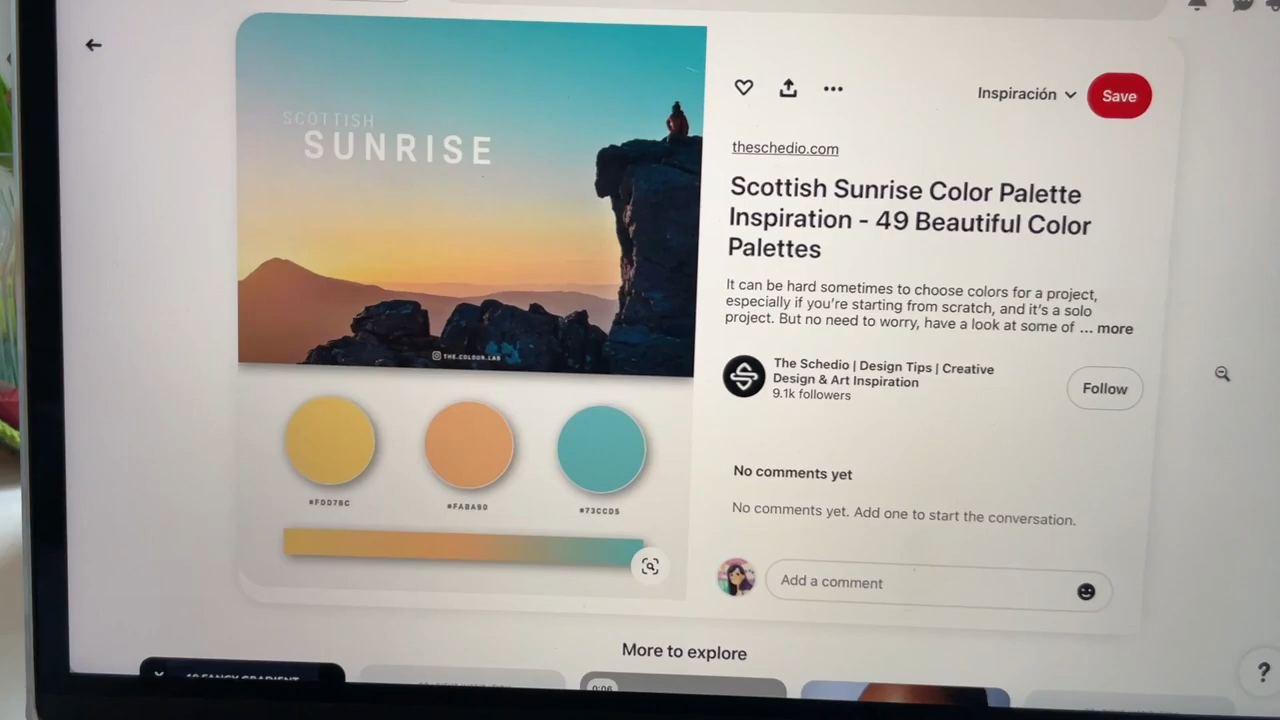 SCOTTISH
SUNRISE
THE.COLOUR.LAB
#FDD76C
#FABA90
#73CCD5
Inspiración
Save
theschedio.com
Scottish Sunrise Color Palette
Inspiration - 49 Beautiful Color
Palettes
It can be hard sometimes to choose colors for a project,
especially if you're starting from scratch, and it's a solo
project. But no need to worry, have a look at some of ... more
The Schedio | Design Tips | Creative
Design & Art Inspiration
9.1k followers
Follow
No comments yet
No comments yet. Add one to start the conversation.
Add a comment
More to explore
?
0:06